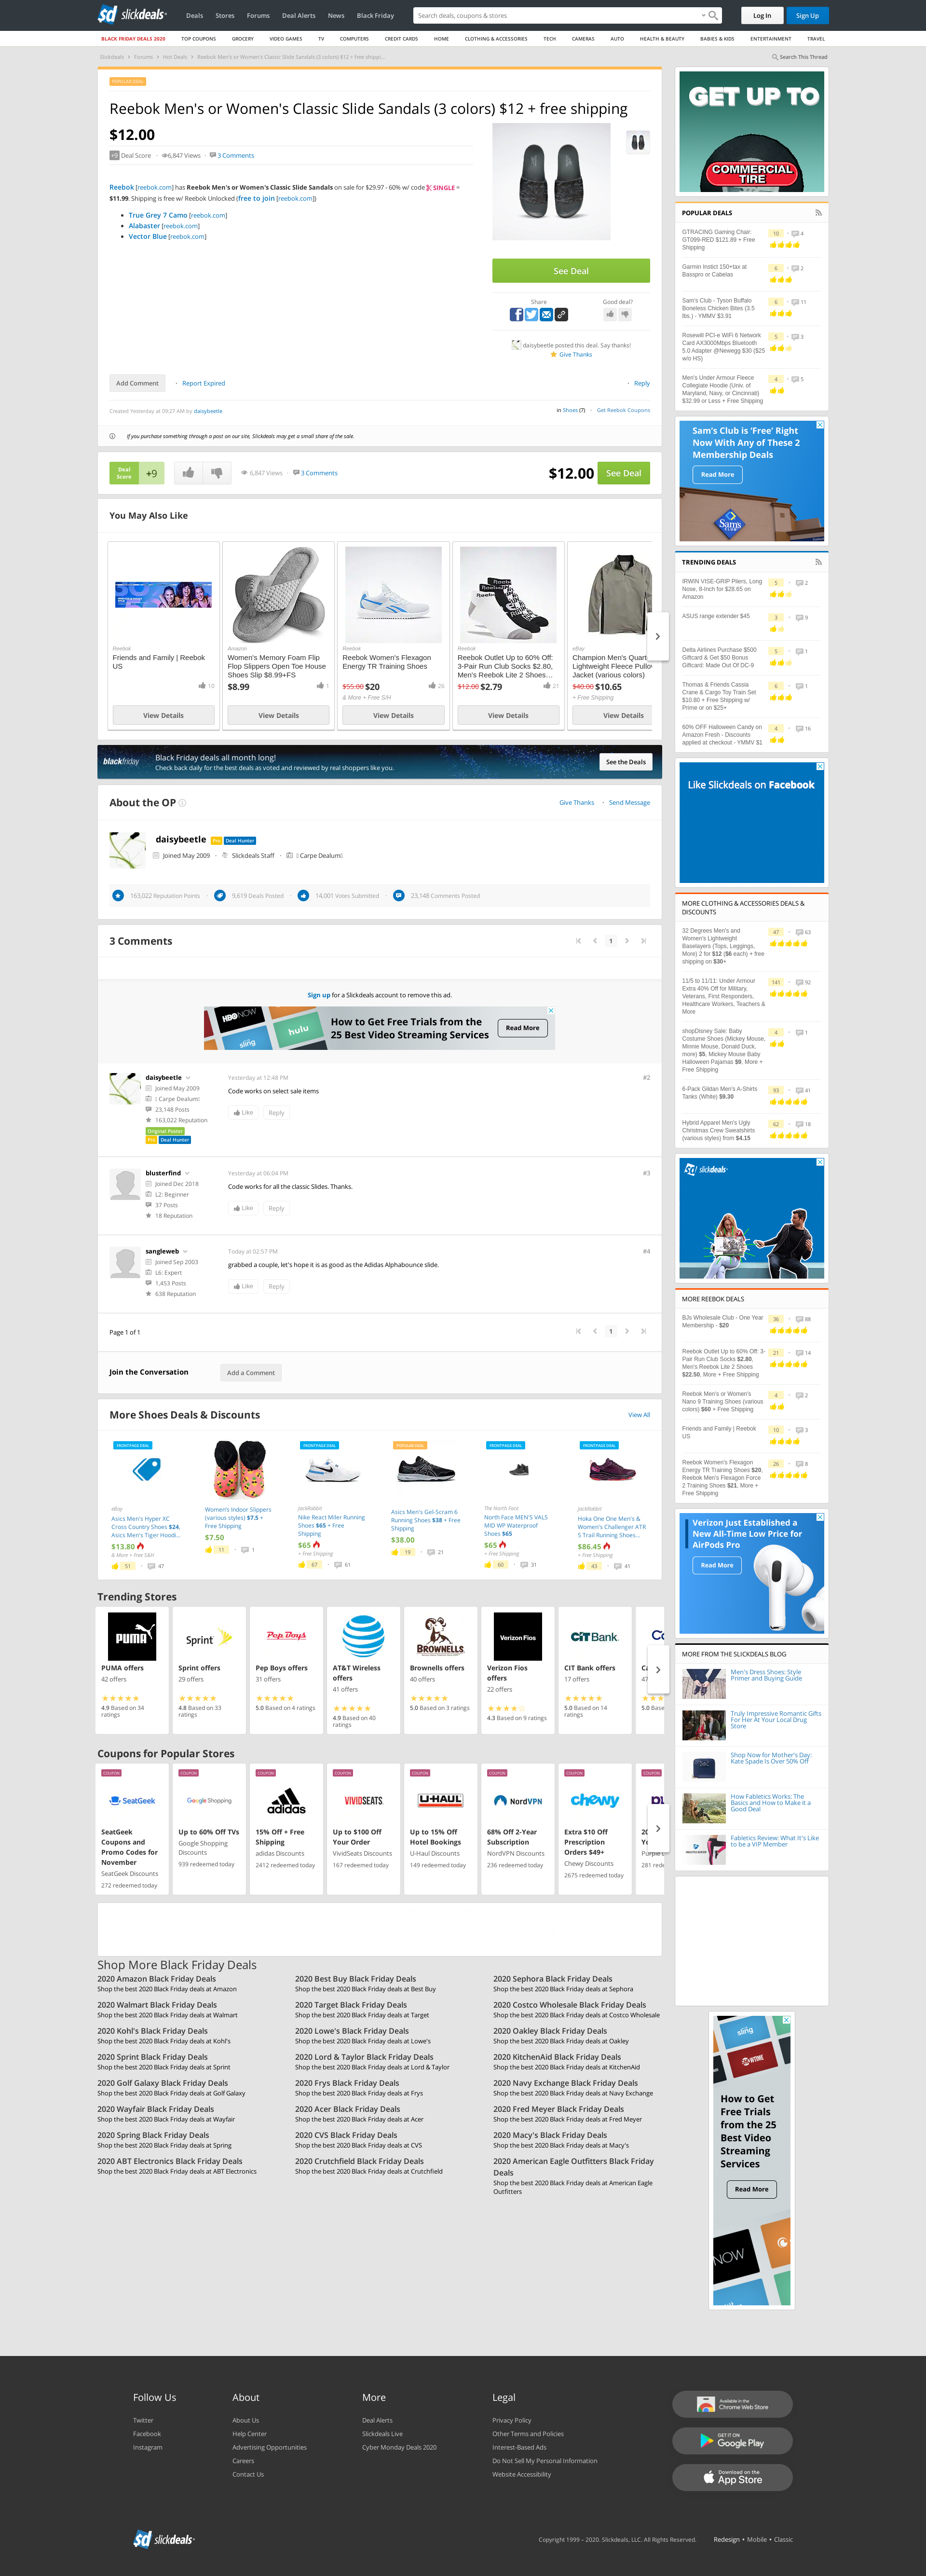 slickdeals
Deals
Stores
Forums
Deal Alerts
News
Black Friday
Search deals, coupons & stores
Log In
Sign Up
BLACK FRIDAY DEALS 2020
TOP COUPONS
GROCERY
VIDEO GAMES
TV
COMPUTERS
CREDIT CARDS
HOME
CLOTHING & ACCESSORIES
TECH
CAMERAS
AUTO
HEALTH & BEAUTY
BABIES & KIDS
ENTERTAINMENT
TRAVEL
Slickdeals > Forums > Hot Deals > Reebok Men's or Women's Classic Slide Sandals (3 colors) $12 + free shippi...
Search This Thread
POPULAR DEAL
Reebok Men's or Women's Classic Slide Sandals (3 colors) $12 + free shipping
$12.00
+9 Deal Score
6,847 Views
3 Comments
Reebok [reebok.com] has Reebok Men's or Women's Classic Slide Sandals on sale for $29.97 - 60% w/ code SINGLE =
$11.99. Shipping is free w/ Reebok Unlocked (free to join [reebok.com])
True Grey 7 Camo [reebok.com]
Alabaster [reebok.com]
Vector Blue [reebok.com]
See Deal
Share
Good deal?
daisybeetle posted this deal. Say thanks!
Give Thanks
Add Comment
Report Expired
Reply
Created Yesterday at 09:27 AM by daisybeetle
in Shoes (7)
Get Reebok Coupons
If you purchase something through a post on our site, Slickdeals may get a small share of the sale.
Deal Score
+9
6,847 Views
3 Comments
$12.00
See Deal
You May Also Like
Reebok
Friends and Family | Reebok US
10
View Details
Amazon
Women's Memory Foam Flip Flop Slippers Open Toe House Shoes Slip $8.99+FS
$8.99
1
View Details
Reebok
Reebok Women's Flexagon Energy TR Training Shoes
$55.00 $20
26
& More + Free S/H
View Details
Reebok
Reebok Outlet Up to 60% Off: 3-Pair Run Club Socks $2.80, Men's Reebok Lite 2 Shoes...
$12.00 $2.79
21
View Details
eBay
Champion Men's Quart
Lightweight Fleece Pullov
Jacket (various colors)
$40.00 $10.65
+ Free Shipping
View Details
blackfriday
Black Friday deals all month long!
Check back daily for the best deals as voted and reviewed by real shoppers like you.
See the Deals
About the OP
Give Thanks
Send Message
daisybeetle
Pro
Deal Hunter
Joined May 2009
Slickdeals Staff
Carpe Dealum
163,022 Reputation Points
9,619 Deals Posted
14,001 Votes Submitted
23,148 Comments Posted
3 Comments
1
Sign up for a Slickdeals account to remove this ad.
HBO NOW
sling
hulu
How to Get Free Trials from the
25 Best Video Streaming Services
Read More
daisybeetle
Joined May 2009
Carpe Dealum
23,148 Posts
163,022 Reputation
Original Poster
Pro
Deal Hunter
Yesterday at 12:48 PM
#2
Code works on select sale items
Like
Reply
blusterfind
Joined Dec 2018
L2: Beginner
37 Posts
18 Reputation
Yesterday at 06:04 PM
#3
Code works for all the classic Slides. Thanks.
Like
Reply
sangleweb
Joined Sep 2003
L6: Expert
1,453 Posts
638 Reputation
Today at 02:57 PM
#4
grabbed a couple, let's hope it is as good as the Adidas Alphabounce slide.
Like
Reply
Page 1 of 1
1
Join the Conversation
Add a Comment
More Shoes Deals & Discounts
View All
FRONTPAGE DEAL
eBay
Asics Men's Hyper XC Cross Country Shoes $24, Asics Men's Tiger Hoodi...
$13.80
& More + Free S&H
51
47
Women's Indoor Slippers (various styles) $7.5 + Free Shipping
$7.50
11
1
FRONTPAGE DEAL
JackRabbit
Nike React Miler Running Shoes $65 + Free Shipping
$65
+ Free Shipping
67
61
POPULAR DEAL
Asics Men's Gel-Scram 6 Running Shoes $38 + Free Shipping
$38.00
19
21
FRONTPAGE DEAL
The North Face
North Face MEN'S VALS MID WP Waterproof Shoes $65
$65
+ Free Shipping
60
31
FRONTPAGE DEAL
JackRabbit
Hoka One One Men's & Women's Challenger ATR 5 Trail Running Shoes...
$86.45
+ Free Shipping
43
41
Trending Stores
PUMA
PUMA offers
42 offers
4.9 Based on 34 ratings
Sprint
Sprint offers
29 offers
4.8 Based on 33 ratings
Pep Boys
Pep Boys offers
31 offers
5.0 Based on 4 ratings
AT&T Wireless offers
41 offers
4.9 Based on 40 ratings
BROWNELLS
Brownells offers
40 offers
5.0 Based on 3 ratings
Verizon Fios
Verizon Fios offers
22 offers
4.3 Based on 9 ratings
CIT Bank
CIT Bank offers
17 offers
5.0 Based on 14 ratings
Coupons for Popular Stores
COUPON
SeatGeek
SeatGeek Coupons and Promo Codes for November
SeatGeek Discounts
272 redeemed today
COUPON
Google Shopping
Up to 60% Off TVs
Google Shopping Discounts
939 redeemed today
COUPON
adidas
15% Off + Free Shipping
adidas Discounts
2412 redeemed today
COUPON
VIVIDSEATS
Up to $100 Off Your Order
VividSeats Discounts
167 redeemed today
COUPON
U-HAUL
Up to 15% Off Hotel Bookings
U-Haul Discounts
149 redeemed today
COUPON
NordVPN
68% Off 2-Year Subscription
NordVPN Discounts
236 redeemed today
COUPON
chewy
Extra $10 Off Prescription Orders $49+
Chewy Discounts
2675 redeemed today
COUPON
Shop More Black Friday Deals
2020 Amazon Black Friday Deals
Shop the best 2020 Black Friday deals at Amazon
2020 Best Buy Black Friday Deals
Shop the best 2020 Black Friday deals at Best Buy
2020 Sephora Black Friday Deals
Shop the best 2020 Black Friday deals at Sephora
2020 Walmart Black Friday Deals
Shop the best 2020 Black Friday deals at Walmart
2020 Target Black Friday Deals
Shop the best 2020 Black Friday deals at Target
2020 Costco Wholesale Black Friday Deals
Shop the best 2020 Black Friday deals at Costco Wholesale
2020 Kohl's Black Friday Deals
Shop the best 2020 Black Friday deals at Kohl's
2020 Lowe's Black Friday Deals
Shop the best 2020 Black Friday deals at Lowe's
2020 Oakley Black Friday Deals
Shop the best 2020 Black Friday deals at Oakley
2020 Sprint Black Friday Deals
Shop the best 2020 Black Friday deals at Sprint
2020 Lord & Taylor Black Friday Deals
Shop the best 2020 Black Friday deals at Lord & Taylor
2020 KitchenAid Black Friday Deals
Shop the best 2020 Black Friday deals at KitchenAid
2020 Golf Galaxy Black Friday Deals
Shop the best 2020 Black Friday deals at Golf Galaxy
2020 Frys Black Friday Deals
Shop the best 2020 Black Friday deals at Frys
2020 Navy Exchange Black Friday Deals
Shop the best 2020 Black Friday deals at Navy Exchange
2020 Wayfair Black Friday Deals
Shop the best 2020 Black Friday deals at Wayfair
2020 Acer Black Friday Deals
Shop the best 2020 Black Friday deals at Acer
2020 Fred Meyer Black Friday Deals
Shop the best 2020 Black Friday deals at Fred Meyer
2020 Spring Black Friday Deals
Shop the best 2020 Black Friday deals at Spring
2020 CVS Black Friday Deals
Shop the best 2020 Black Friday deals at CVS
2020 Macy's Black Friday Deals
Shop the best 2020 Black Friday deals at Macy's
2020 ABT Electronics Black Friday Deals
Shop the best 2020 Black Friday deals at ABT Electronics
2020 Crutchfield Black Friday Deals
Shop the best 2020 Black Friday deals at Crutchfield
2020 American Eagle Outfitters Black Friday Deals
Shop the best 2020 Black Friday deals at American Eagle Outfitters
GET UP TO
COMMERCIAL TIRE
POPULAR DEALS
GTRACING Gaming Chair: GT099-RED $121.89 + Free Shipping
10
4
Garmin Instict 150+tax at Basspro or Cabelas
6
2
Sam's Club - Tyson Buffalo Boneless Chicken Bites (3.5 lbs.) - YMMV $3.91
6
11
Rosewill PCI-e WiFi 6 Network Card AX3000Mbps Bluetooth 5.0 Adapter @Newegg $30 ($25 w/o HS)
5
3
Men's Under Armour Fleece Collegiate Hoodie (Univ. of Maryland, Navy, or Cincinnati) $32.99 or Less + Free Shipping
4
5
Sam's Club is 'Free' Right Now With Any of These 2 Membership Deals
Read More
Sam's
TRENDING DEALS
IRWIN VISE-GRIP Pliers, Long Nose, 6-Inch for $28.65 on Amazon
5
2
ASUS range extender $45
3
9
Delta Airlines Purchase $500 Giftcard & Get $50 Bonus Giftcard: Made Out Of DC-9
5
1
Thomas & Friends Cassia Crane & Cargo Toy Train Set $10.80 + Free Shipping w/ Prime or on $25+
6
1
60% OFF Halloween Candy on Amazon Fresh - Discounts applied at checkout - YMMV $1
4
16
Like Slickdeals on Facebook
MORE CLOTHING & ACCESSORIES DEALS & DISCOUNTS
32 Degrees Men's and Women's Lightweight Baselayers (Tops, Leggings, More) 2 for $12 ($6 each) + free shipping on $30+
47
63
11/5 to 11/11: Under Armour Extra 40% Off for Military, Veterans, First Responders, Healthcare Workers, Teachers & More
141
92
shopDisney Sale: Baby Costume Shoes (Mickey Mouse, Minnie Mouse, Donald Duck, more) $5, Mickey Mouse Baby Halloween Pajamas $9, More + Free Shipping
4
1
6-Pack Gildan Men's A-Shirts Tanks (White) $9.30
93
41
Hybrid Apparel Men's Ugly Christmas Crew Sweatshirts (various styles) from $4.15
62
18
slickdeals
MORE REEBOK DEALS
BJs Wholesale Club - One Year Membership - $20
36
88
Reebok Outlet Up to 60% Off: 3-Pair Run Club Socks $2.80, Men's Reebok Lite 2 Shoes $22.50, More + Free Shipping
21
14
Reebok Men's or Women's Nano 9 Training Shoes (various colors) $60 + Free Shipping
4
2
Friends and Family | Reebok US
10
3
Reebok Women's Flexagon Energy TR Training Shoes $20, Reebok Men's Flexagon Force 2 Training Shoes $21, More + Free Shipping
26
8
Verizon Just Established a New All-Time Low Price for AirPods Pro
Read More
MORE FROM THE SLICKDEALS BLOG
Men's Dress Shoes: Style Primer and Buying Guide
Truly Impressive Romantic Gifts For Her At Your Local Drug Store
Shop Now for Mother's Day: Kate Spade Is Over 50% Off
How Fabletics Works: The Basics and How to Make it a Good Deal
Fabletics Review: What It's Like to be a VIP Member
sling
SHOWTIME
How to Get Free Trials from the 25 Best Video Streaming Services
Read More
NOW
Follow Us
Twitter
Facebook
Instagram
About
About Us
Help Center
Advertising Opportunities
Careers
Contact Us
More
Deal Alerts
Slickdeals Live
Cyber Monday Deals 2020
Legal
Privacy Policy
Other Terms and Policies
Interest-Based Ads
Do Not Sell My Personal Information
Website Accessibility
Available in the Chrome Web Store
GET IT ON Google Play
Download on the App Store
slickdeals
Copyright 1999 – 2020. Slickdeals, LLC. All Rights Reserved.
Redesign • Mobile • Classic